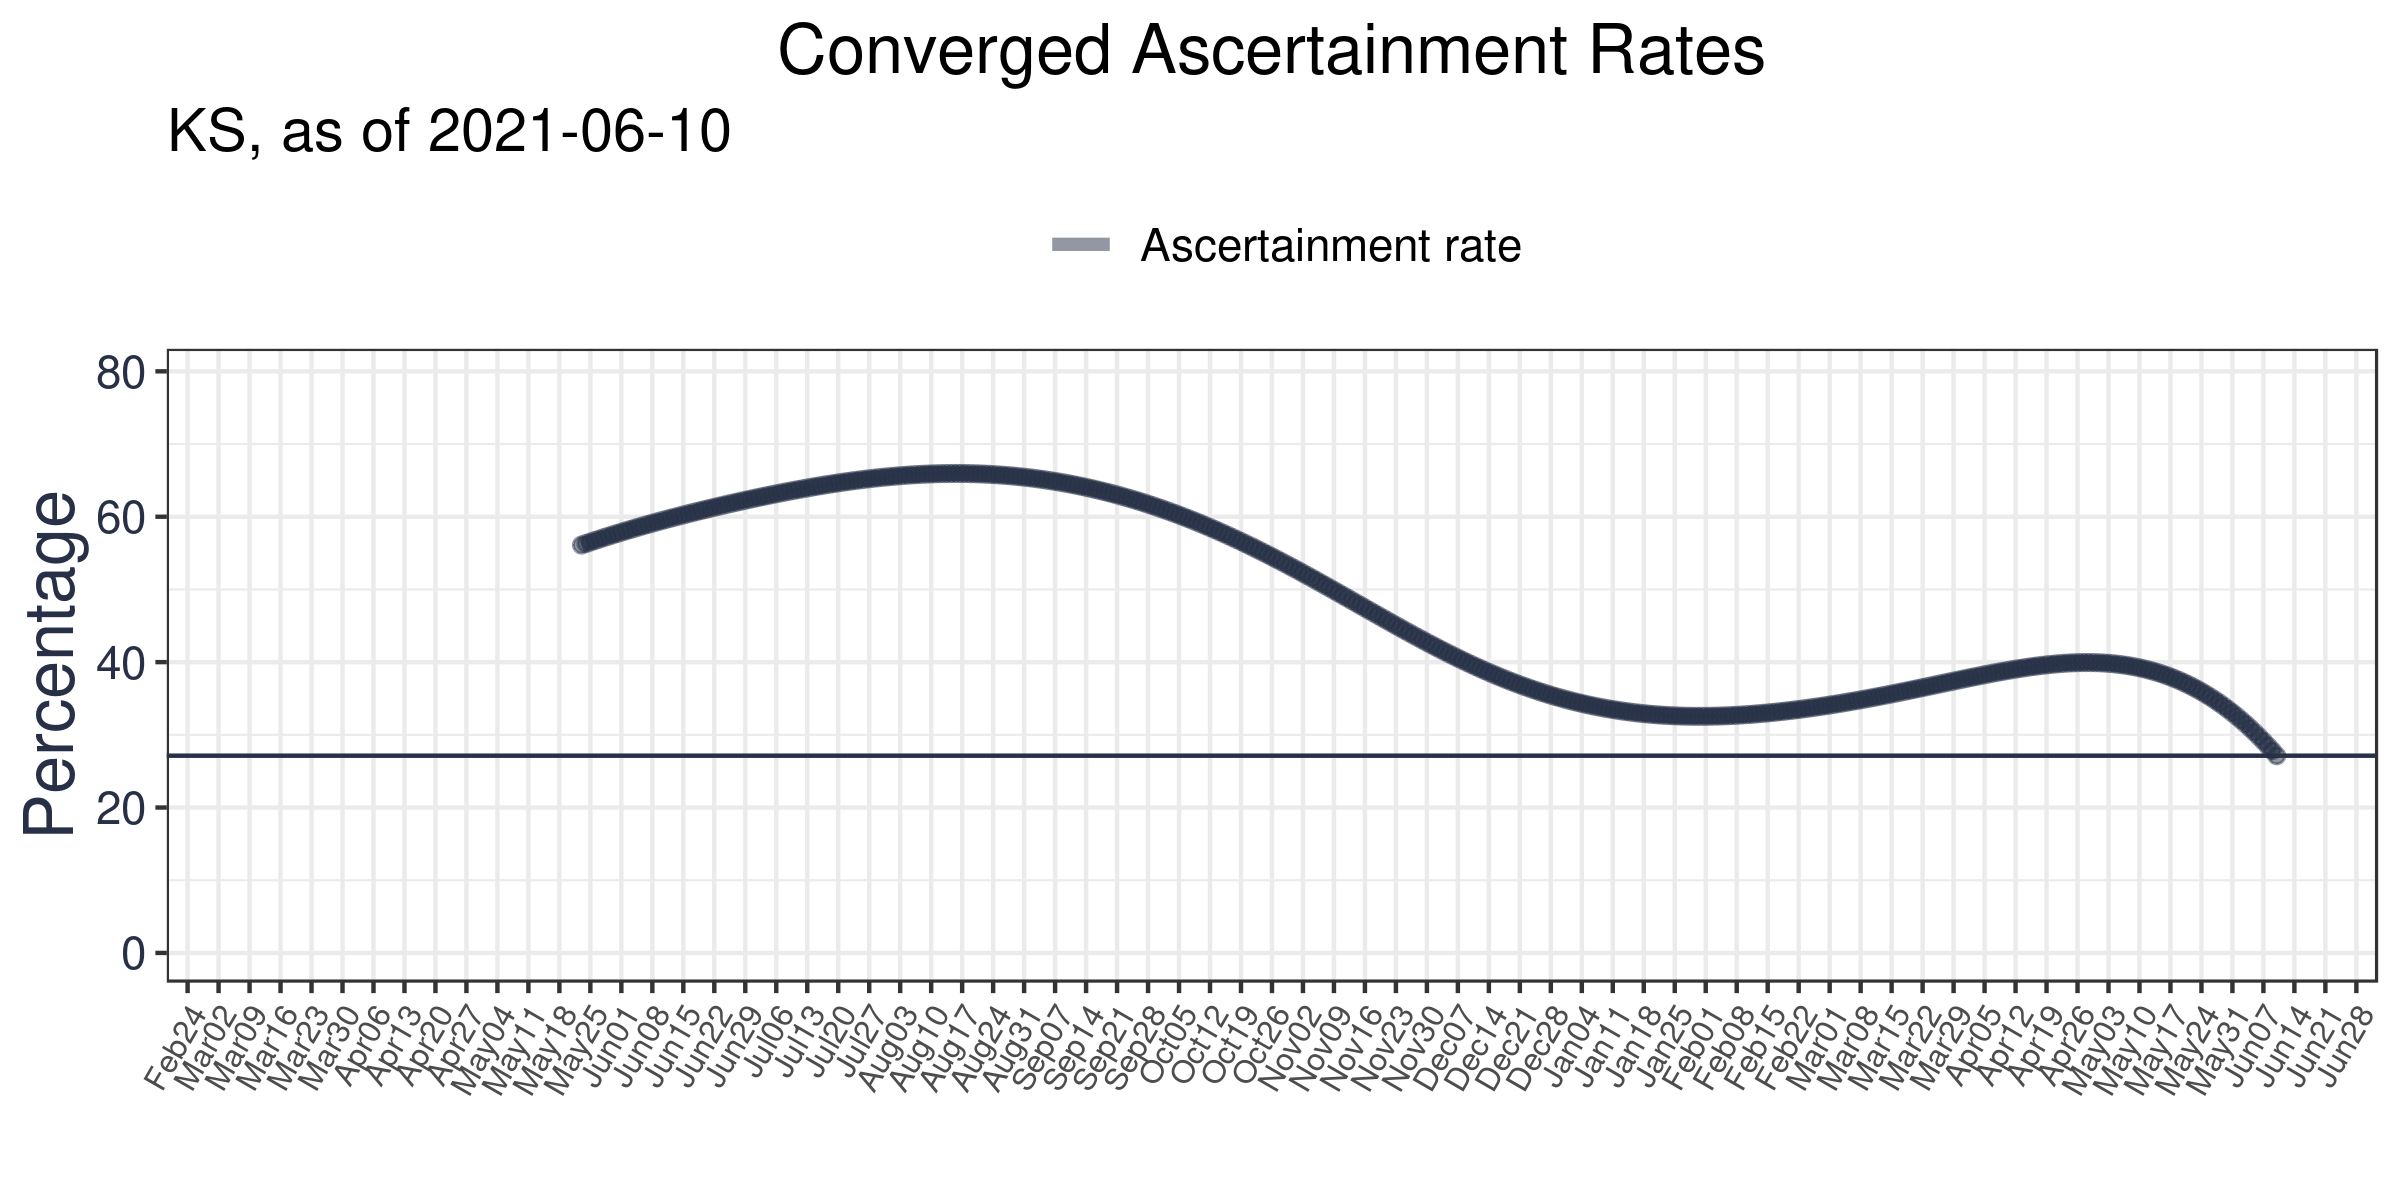 Converged Ascertainment Rates
KS, as of 2021-06-10
Ascertainment rate
Percentage
80
60
40
20
0
Feb24
Mar02
Mar09
Mar16
Mar23
Mar30
Apr06
Apr13
Apr20
Apr27
May04
May11
May18
May25
Jun01
Jun08
Jun15
Jun22
Jun29
Jul06
Jul13
Jul20
Jul27
Aug03
Aug10
Aug17
Aug24
Aug31
Sep07
Sep14
Sep21
Sep28
Oct05
Oct12
Oct19
Oct26
Nov02
Nov09
Nov16
Nov23
Nov30
Dec07
Dec14
Dec21
Dec28
Jan04
Jan11
Jan18
Jan25
Feb01
Feb08
Feb15
Feb22
Mar01
Mar08
Mar15
Mar22
Mar29
Apr05
Apr12
Apr19
Apr26
May03
May10
May17
May24
May31
Jun07
Jun14
Jun21
Jun28